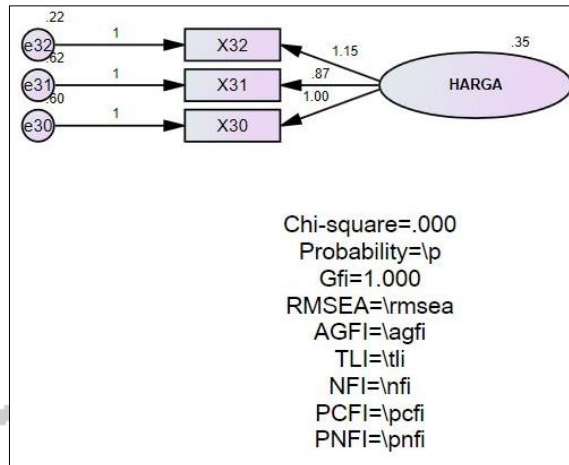 .22
e32 1 X32 1.15 .35
.62
e31 1 X31 .87 HARGA
.60 1.00
e30 1 X30
Chi-square=.000
Probability=\p
Gfi=1.000
RMSEA=\rmsea
AGFI=\agfi
TLI=\tli
NFI=\nfi
PCFI=\pcfi
PNFI=\pnfi